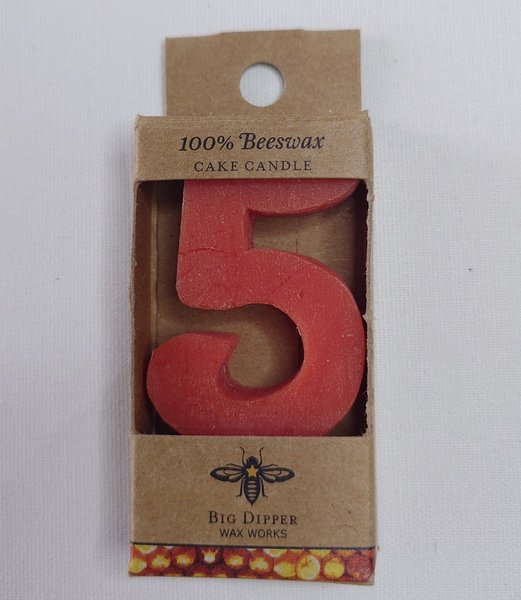 100% Beeswax
CAKE CANDLE
5
BIG DIPPER
WAX WORKS